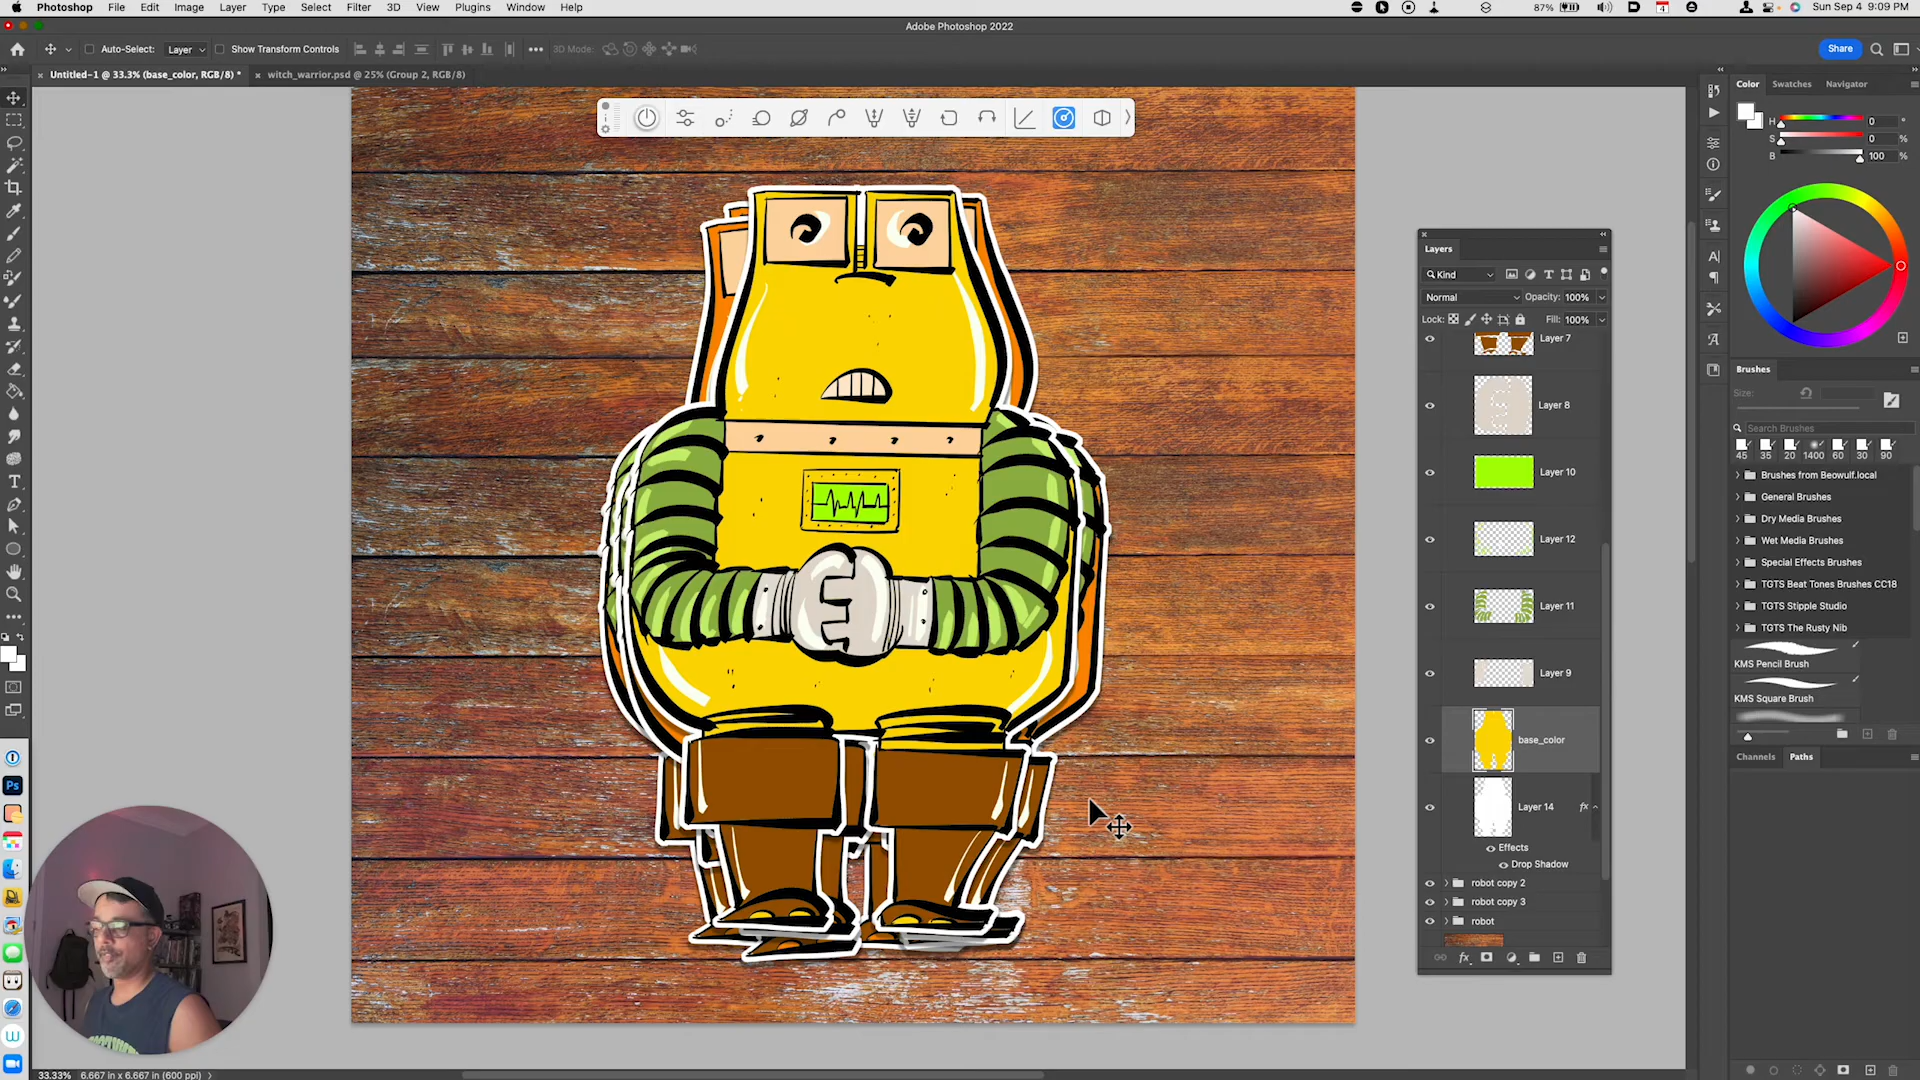 Photoshop File Edit Image Layer Type Select Filter 3D View Plugins Window Help
87% 4 Sun Sep 4 9:09 PM
Adobe Photoshop 2022
Auto-Select: Layer Show Transform Controls 3D Mode: Share
× Untitled-1 @ 33.3% (base_color, RGB/8) * × witch_warrior.psd @ 25% (Group 2, RGB/8)
Color Swatches Navigator
H 0 °
S 0 %
B 100 %
Layers
Kind
Normal Opacity: 100%
Lock: Fill: 100%
Layer 7
Layer 8
Layer 10
Layer 12
Layer 11
Layer 9
base_color
Layer 14 fx
Effects
Drop Shadow
robot copy 2
robot copy 3
robot
fx
Brushes
Size:
Search Brushes
45 35 20 1400 60 30 90
Brushes from Beowulf.local
General Brushes
Dry Media Brushes
Wet Media Brushes
Special Effects Brushes
TGTS Beat Tones Brushes CC18
TGTS Stipple Studio
TGTS The Rusty Nib
KMS Pencil Brush
KMS Square Brush
Channels Paths
Ps
33.33% 6.667 in x 6.667 in (600 ppi)